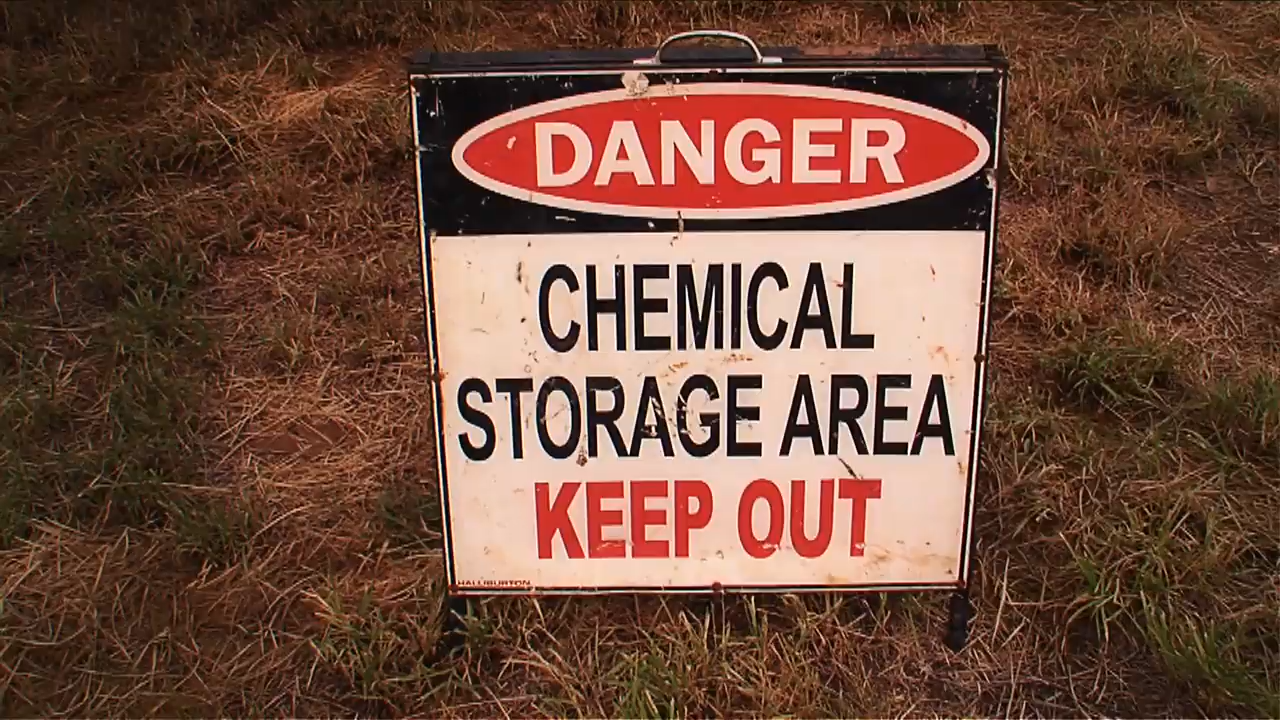 DANGER
CHEMICAL
STORAGE AREA
KEEP OUT
HALLIBURTON